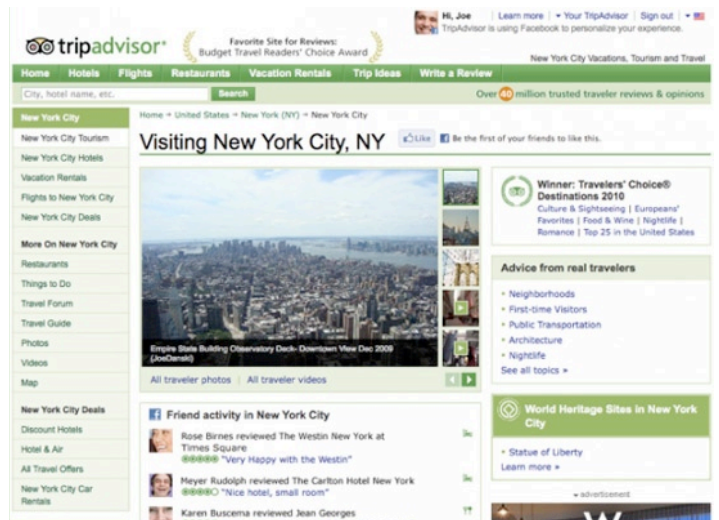 Hi, Joe | Learn more | Your TripAdvisor | Sign out
TripAdvisor is using Facebook to personalize your experience.
tripadvisor
Favorite Site for Reviews:
Budget Travel Readers' Choice
Award
New York City Vacations, Tourism and Travel
Home Hotels Flights Restaurants Vacation Rentals Trip Ideas Write a Review
City, hotel name, etc. Search Over 40 million trusted traveler reviews & opinions
New York City
New York City Tourism
New York City Hotels
Vacation Rentals
Flights to New York City
New York City Deals
More On New York City
Restaurants
Things to Do
Travel Forum
Travel Guide
Photos
Videos
Map
New York City Deals
Discount Hotels
Hotel & Air
All Travel Offers
New York City Car
Rentals
Home → United States → New York (NY) → New York City
Visiting New York City, NY Like Be the first of your friends to like this.
Empire State Building Observatory Deck- Downtown View Dec 2009
(JoeDanski)
All traveler photos | All traveler videos
Friend activity in New York City
Rose Birnes reviewed The Westin New York at
Times Square
"Very Happy with the Westin"
Meyer Rudolph reviewed The Carlton Hotel New York
"Nice hotel, small room"
Karen Buscema reviewed Jean Georges
Winner: Travelers' Choice®
Destinations 2010
Culture & Sightseeing | Europeans'
Favorites | Food & Wine | Nightlife |
Romance | Top 25 in the United States
Advice from real travelers
• Neighborhoods
• First-time Visitors
• Public Transportation
• Architecture
• Nightlife
See all topics »
World Heritage Sites in New York
City
• Statue of Liberty
Learn more »
advertisement
W